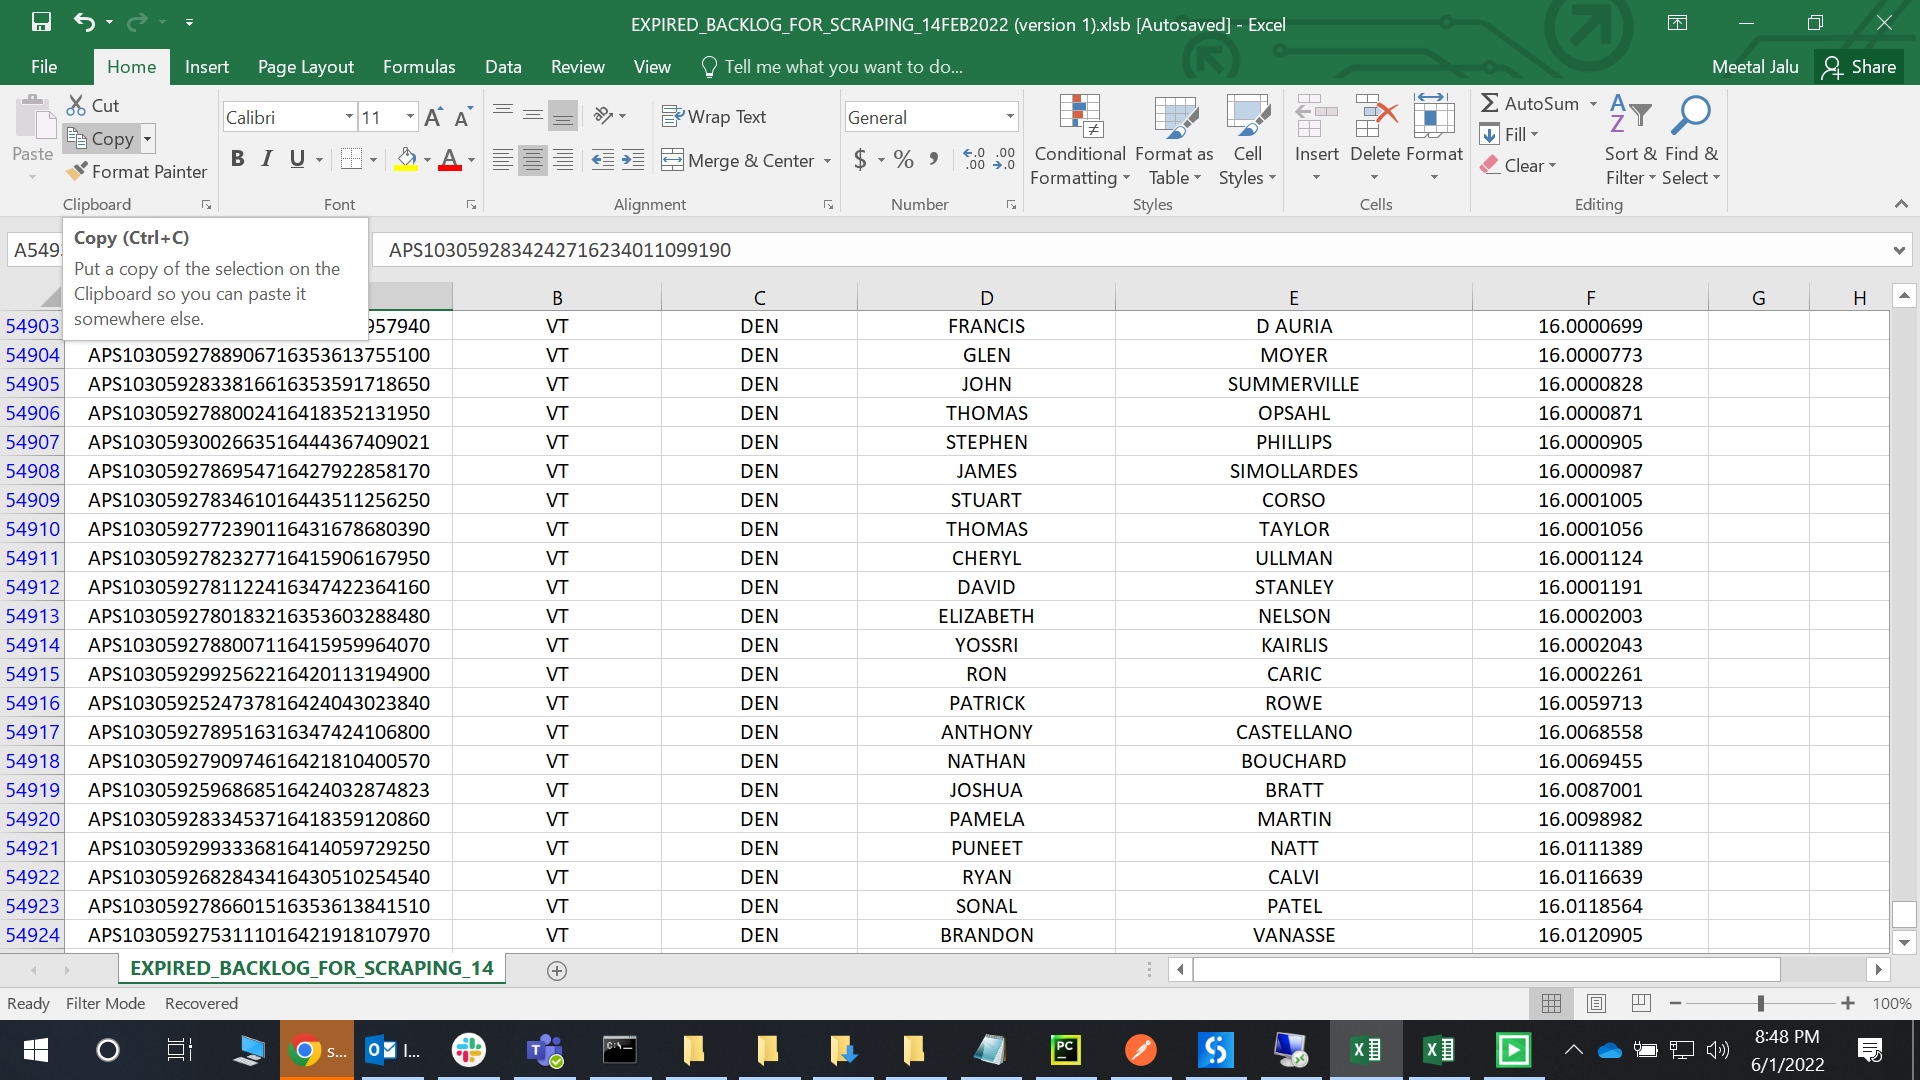 EXPIRED_BACKLOG_FOR_SCRAPING_14FEB2022 (version 1).xlsb [Autosaved] - Excel
File Home Insert Page Layout Formulas Data Review View Tell me what you want to do... Meetal Jalu Share
Paste
Cut
Copy
Format Painter
Clipboard
Calibri 11
B I U
Font
Wrap Text
Merge & Center
Alignment
General
$ % , .0 .00
Number
Conditional Formatting
Format as Table
Cell Styles
Styles
Insert
Delete
Format
Cells
AutoSum
Fill
Clear
Sort & Filter
Find & Select
Editing
A549
APS1030592834242716234011099190
Copy (Ctrl+C)
Put a copy of the selection on the
Clipboard so you can paste it
somewhere else.
B C D E F G H
54903 957940 VT DEN FRANCIS D AURIA 16.0000699
54904 APS1030592788906716353613755100 VT DEN GLEN MOYER 16.0000773
54905 APS1030592833816616353591718650 VT DEN JOHN SUMMERVILLE 16.0000828
54906 APS1030592788002416418352131950 VT DEN THOMAS OPSAHL 16.0000871
54907 APS1030593002663516444367409021 VT DEN STEPHEN PHILLIPS 16.0000905
54908 APS1030592786954716427922858170 VT DEN JAMES SIMOLLARDES 16.0000987
54909 APS1030592783461016443511256250 VT DEN STUART CORSO 16.0001005
54910 APS1030592772390116431678680390 VT DEN THOMAS TAYLOR 16.0001056
54911 APS1030592782327716415906167950 VT DEN CHERYL ULLMAN 16.0001124
54912 APS1030592781122416347422364160 VT DEN DAVID STANLEY 16.0001191
54913 APS1030592780183216353603288480 VT DEN ELIZABETH NELSON 16.0002003
54914 APS1030592788007116415959964070 VT DEN YOSSRI KAIRLIS 16.0002043
54915 APS1030592992562216420113194900 VT DEN RON CARIC 16.0002261
54916 APS1030592524737816424043023840 VT DEN PATRICK ROWE 16.0059713
54917 APS1030592789516316347424106800 VT DEN ANTHONY CASTELLANO 16.0068558
54918 APS1030592790974616421810400570 VT DEN NATHAN BOUCHARD 16.0069455
54919 APS1030592596868516424032874823 VT DEN JOSHUA BRATT 16.0087001
54920 APS1030592833453716418359120860 VT DEN PAMELA MARTIN 16.0098982
54921 APS1030592993336816414059729250 VT DEN PUNEET NATT 16.0111389
54922 APS1030592682843416430510254540 VT DEN RYAN CALVI 16.0116639
54923 APS1030592786601516353613841510 VT DEN SONAL PATEL 16.0118564
54924 APS1030592753111016421918107970 VT DEN BRANDON VANASSE 16.0120905
EXPIRED_BACKLOG_FOR_SCRAPING_14
Ready Filter Mode Recovered 100%
s... I... 8:48 PM
6/1/2022